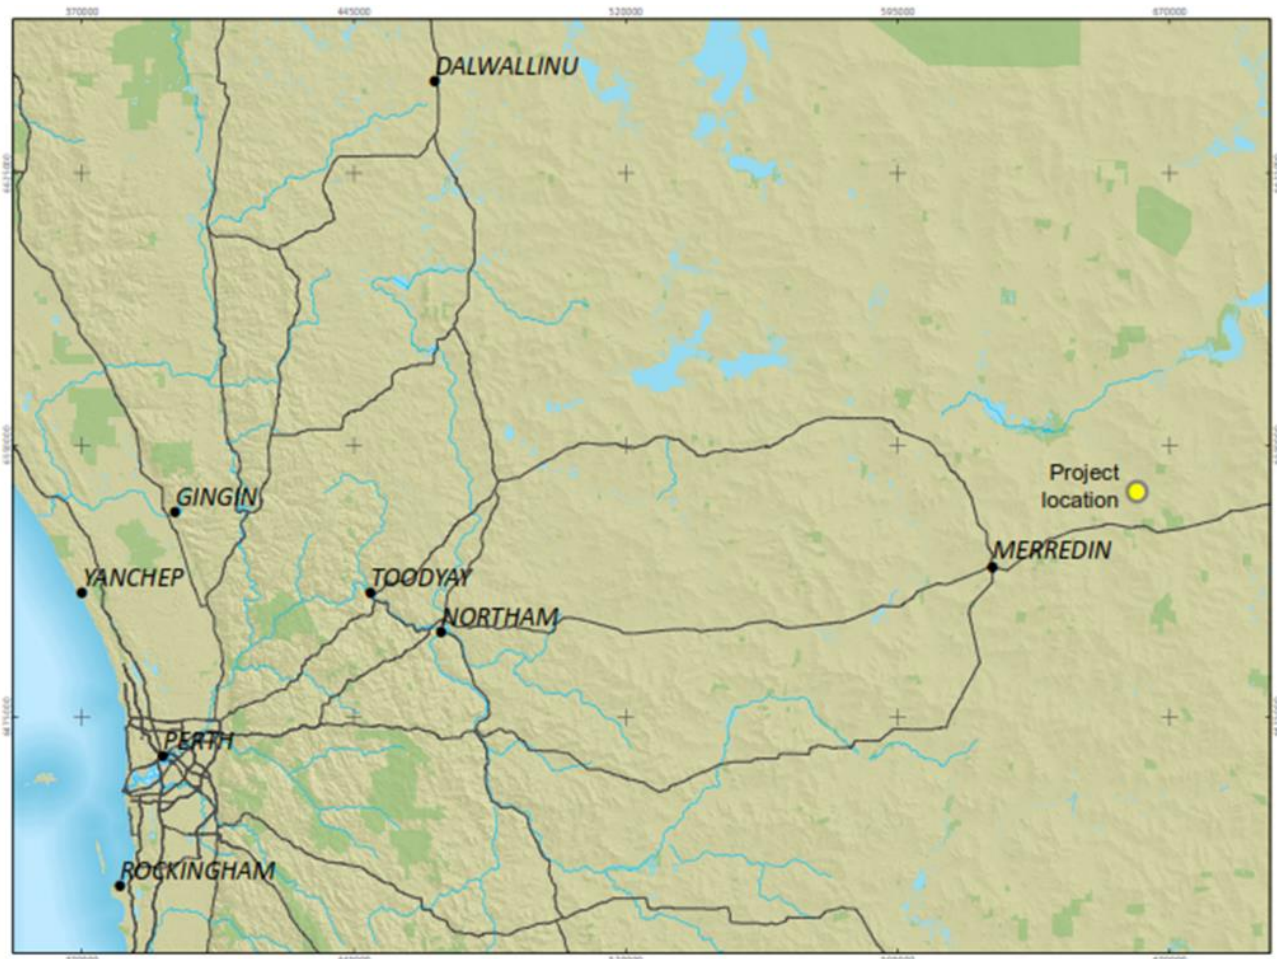 370000 445000 520000 595000 670000
DALWALLINU
Project
location
GINGIN
MERREDIN
YANCHEP
TOODYAY
NORTHAM
PERTH
ROCKINGHAM